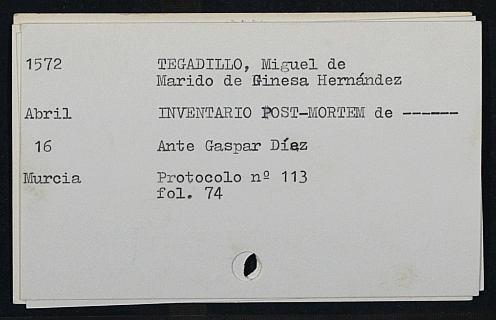 1572 TEGADILLO, Miguel de
Marido de Ginesa Hernández
Abril INVENTARIO POST-MORTEM de ------
16 Ante Gaspar Díaz
Murcia Protocolo nº 113
fol. 74